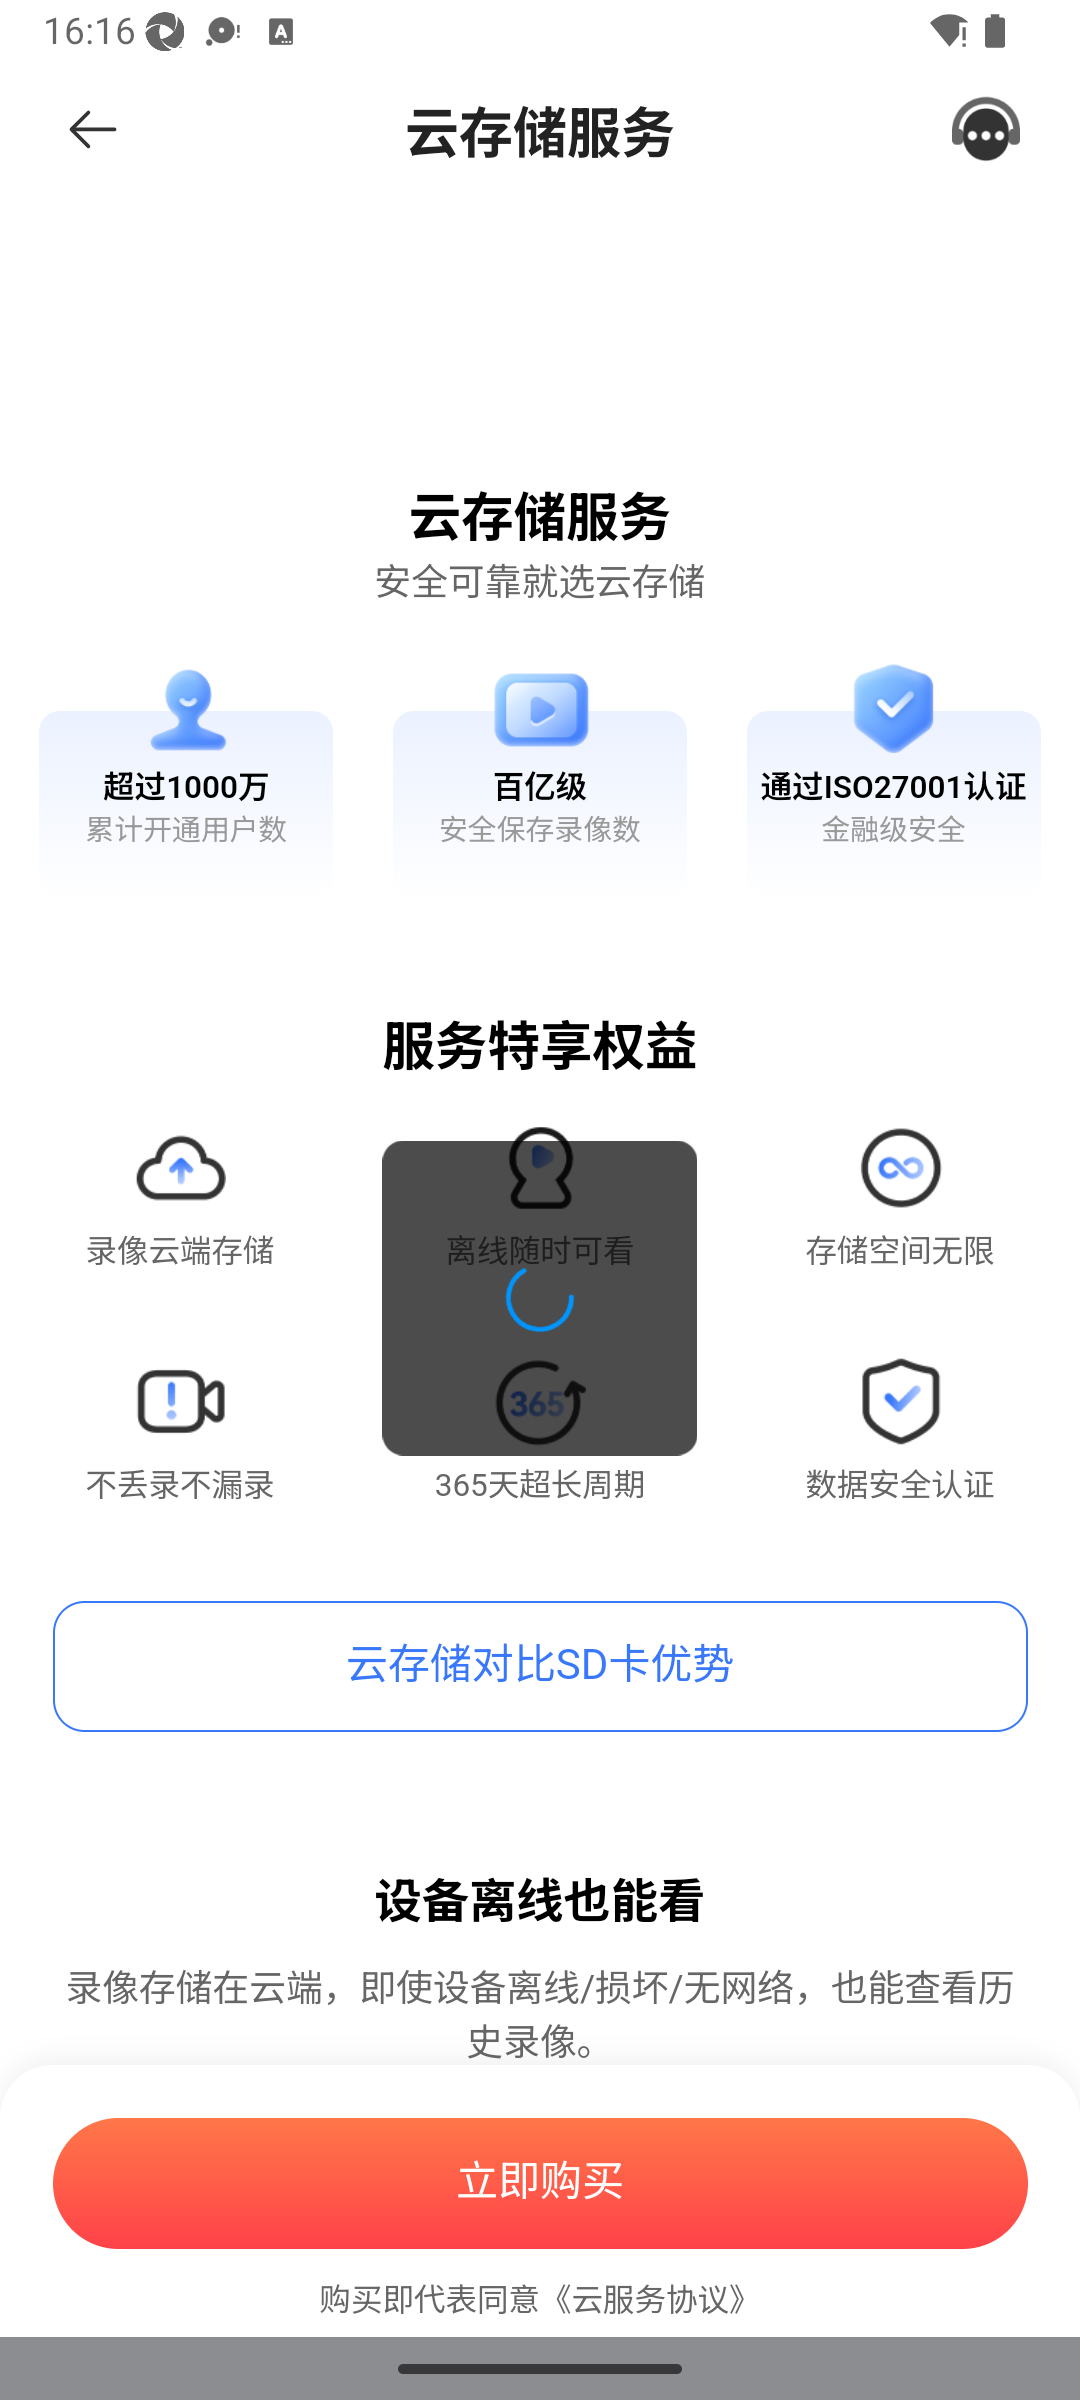 16:16
云存储服务
云存储服务
安全可靠就选云存储
超过1000万
累计开通用户数
百亿级
安全保存录像数
通过ISO27001认证
金融级安全
服务特享权益
录像云端存储
离线随时可看
存储空间无限
365
不丢录不漏录
365天超长周期
数据安全认证
云存储对比SD卡优势
设备离线也能看
录像存储在云端，即使设备离线/损坏/无网络，也能查看历
史录像。
立即购买
购买即代表同意《云服务协议》